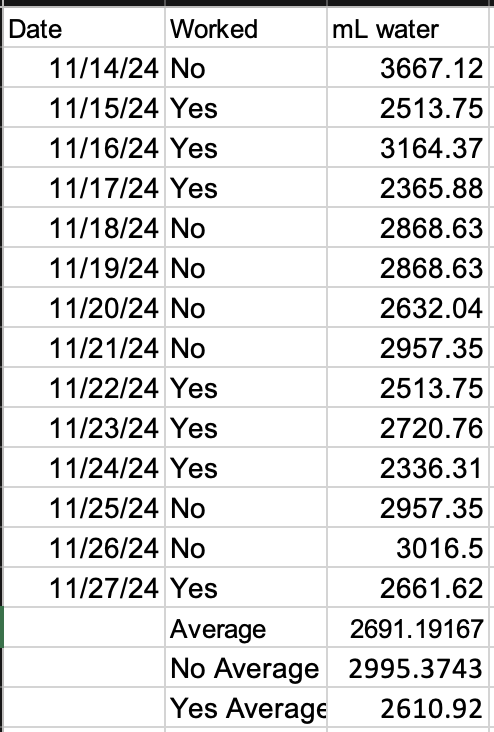 Date Worked mL water
11/14/24 No 3667.12
11/15/24 Yes 2513.75
11/16/24 Yes 3164.37
11/17/24 Yes 2365.88
11/18/24 No 2868.63
11/19/24 No 2868.63
11/20/24 No 2632.04
11/21/24 No 2957.35
11/22/24 Yes 2513.75
11/23/24 Yes 2720.76
11/24/24 Yes 2336.31
11/25/24 No 2957.35
11/26/24 No 3016.5
11/27/24 Yes 2661.62
Average 2691.19167
No Average 2995.3743
Yes Average 2610.92